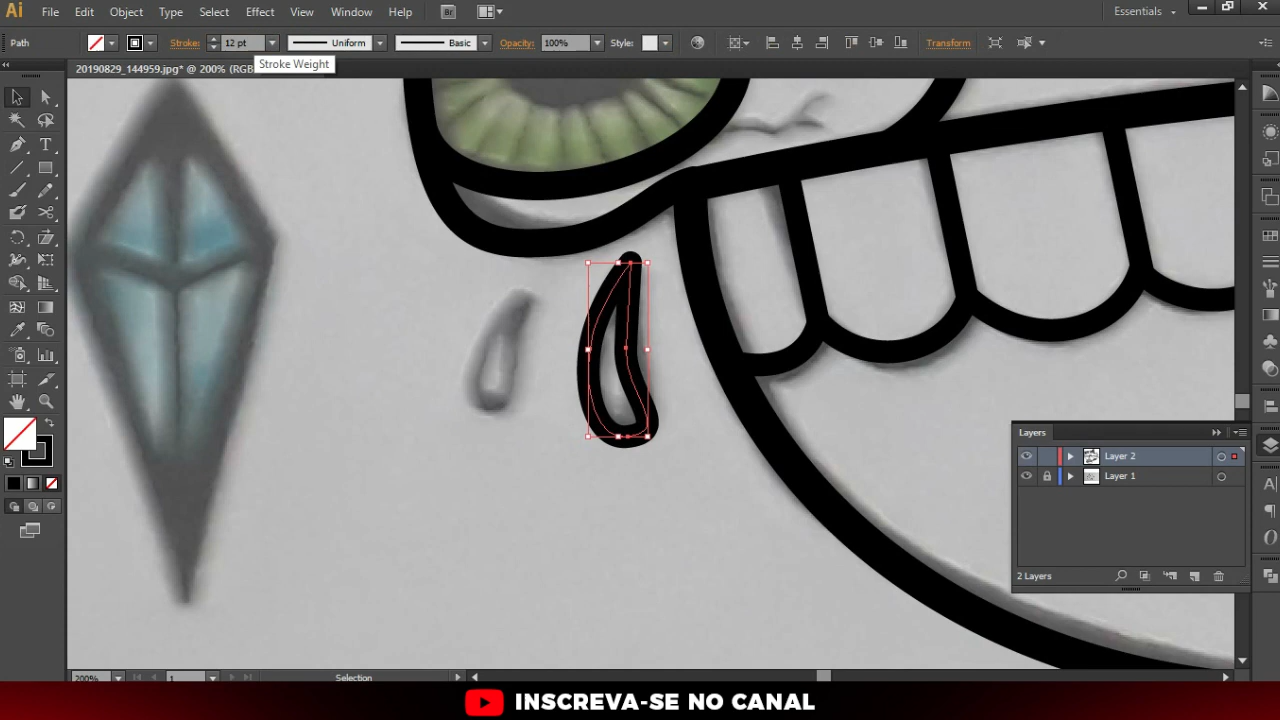 Ai File Edit Object Type Select Effect View Window Help Br Essentials
Path Stroke: 12 pt Uniform Basic Opacity: 100% Style: Transform
Stroke Weight
20190829_144959.jpg* @ 200% (RGB
Layers
Layer 2
Layer 1
2 Layers
200% 1 Selection
INSCREVA-SE NO CANAL